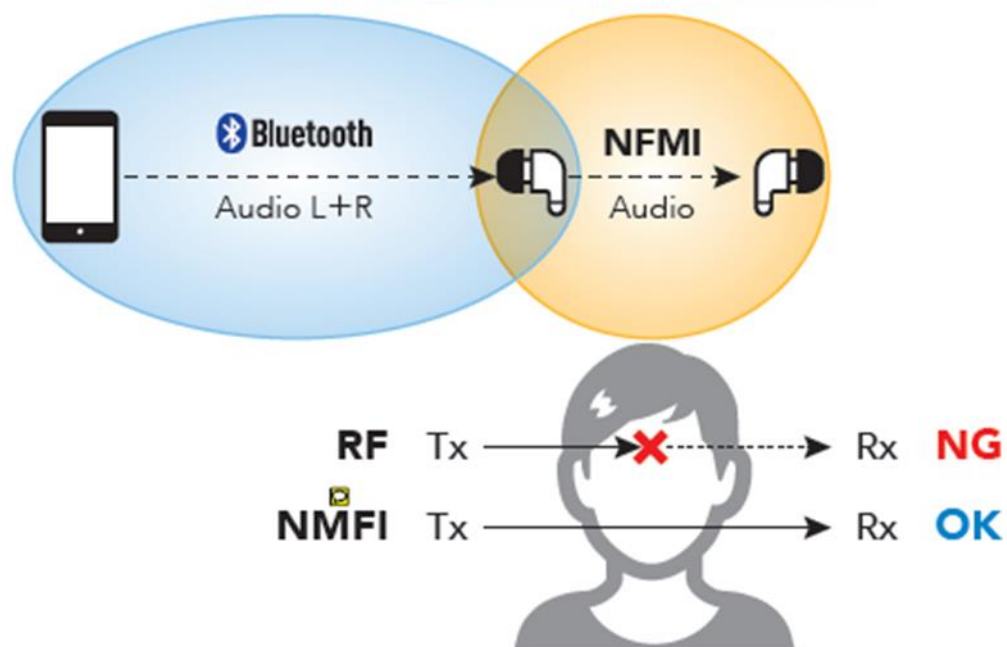 Bluetooth
Audio L+R
NFMI
Audio
RF Tx Rx NG
NMFI Tx Rx OK